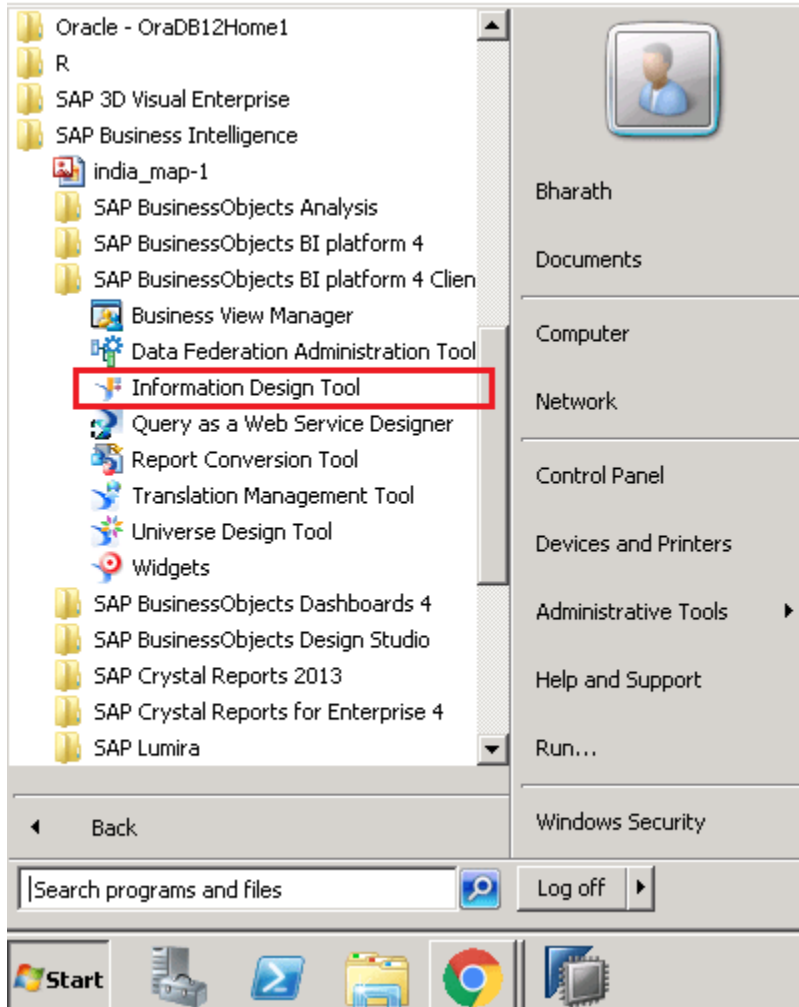 Oracle - OraDB12Home1
R
SAP 3D Visual Enterprise
SAP Business Intelligence
india_map-1
SAP BusinessObjects Analysis
SAP BusinessObjects BI platform 4
SAP BusinessObjects BI platform 4 Clien
Business View Manager
Data Federation Administration Tool
Information Design Tool
Query as a Web Service Designer
Report Conversion Tool
Translation Management Tool
Universe Design Tool
Widgets
SAP BusinessObjects Dashboards 4
SAP BusinessObjects Design Studio
SAP Crystal Reports 2013
SAP Crystal Reports for Enterprise 4
SAP Lumira
Back
Search programs and files
Bharath
Documents
Computer
Network
Control Panel
Devices and Printers
Administrative Tools
Help and Support
Run...
Windows Security
Log off
Start